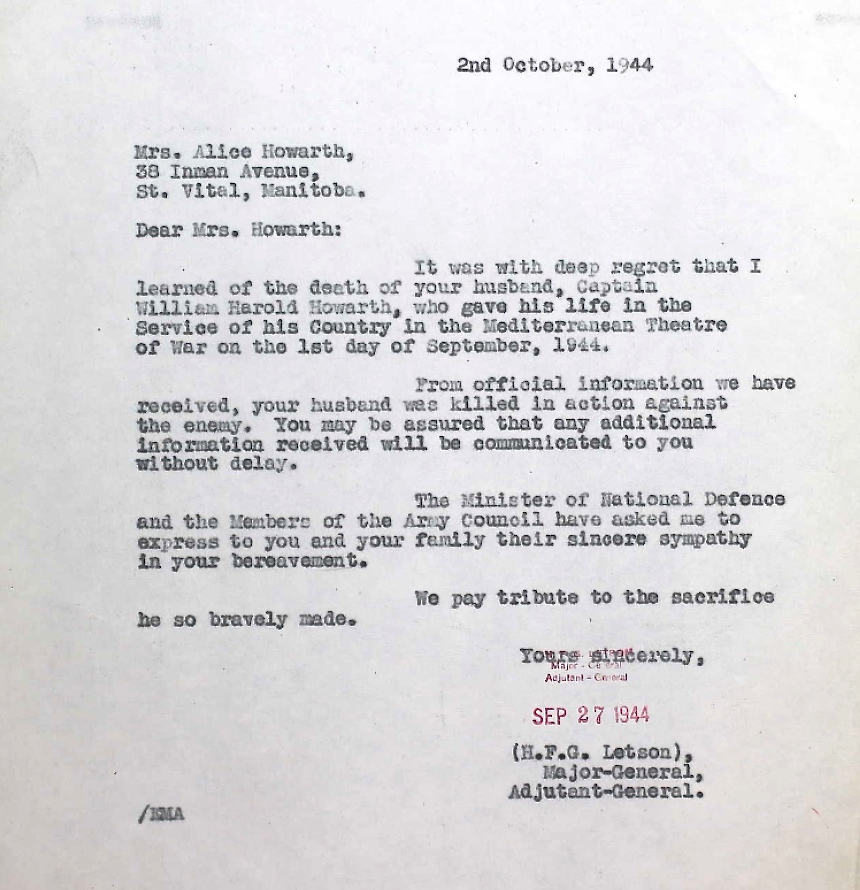 2nd October, 1944
Mrs. Alice Howarth,
38 Inman Avenue,
St. Vital, Manitoba.
Dear Mrs. Howarth:
It was with deep regret that I
learned of the death of your husband, Captain
William Harold Howarth, who gave his life in the
Service of his Country in the Mediterranean Theatre
of War on the 1st day of September, 1944.
From official information we have
received, your husband was killed in action against
the enemy. You may be assured that any additional
information received will be communicated to you
without delay.
The Minister of National Defence
and the Members of the Army Council have asked me to
express to you and your family their sincere sympathy
in your bereavement.
We pay tribute to the sacrifice
he so bravely made.
Yours sincerely,
Major - General
Adjutant - General
SEP 27 1944
(H.F.G. Letson),
Major-General,
Adjutant-General.